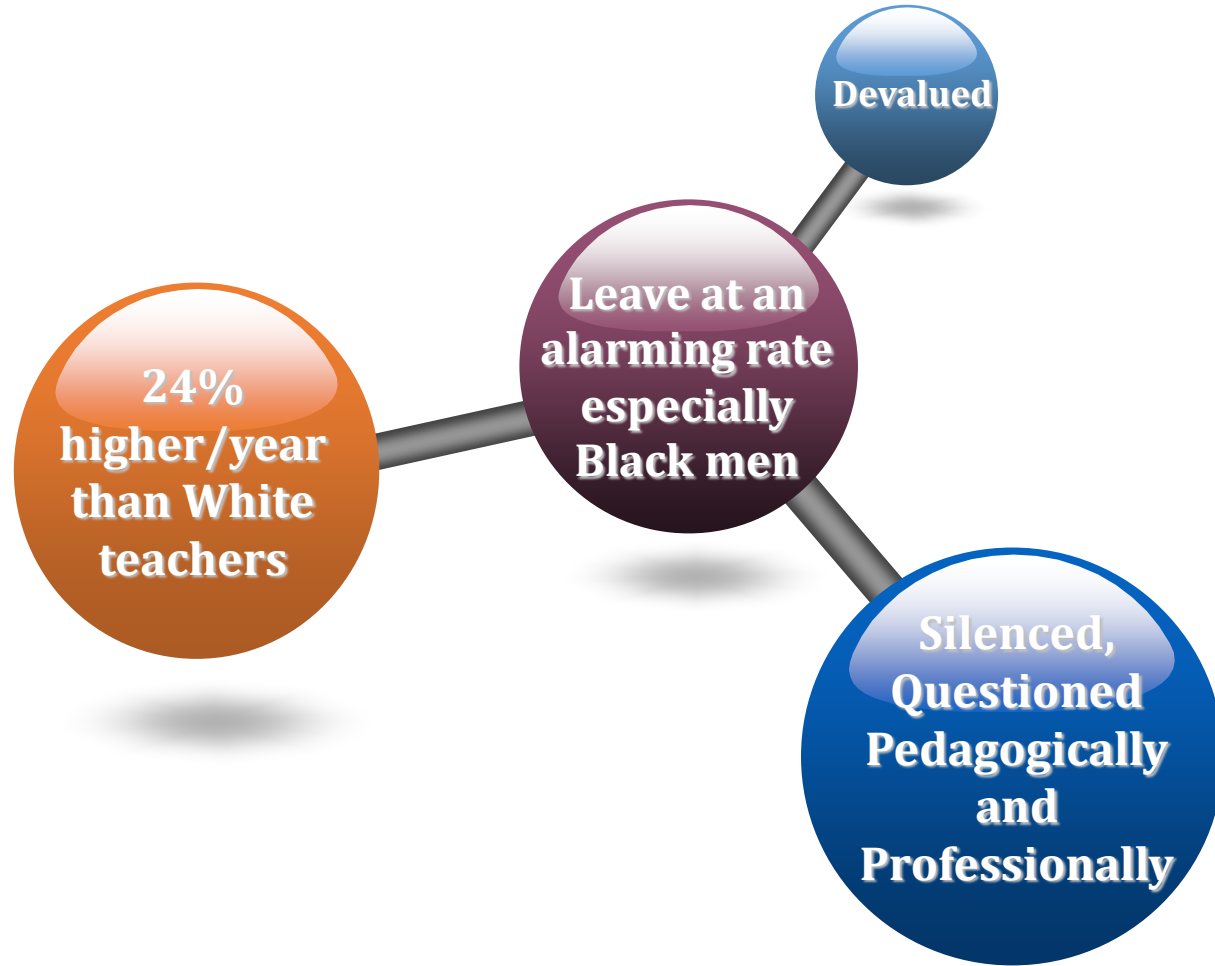 Devalued
Leave at an
alarming rate
especially
Black men
24%
higher/year
than White
teachers
Silenced,
Questioned
Pedagogically
and
Professionally